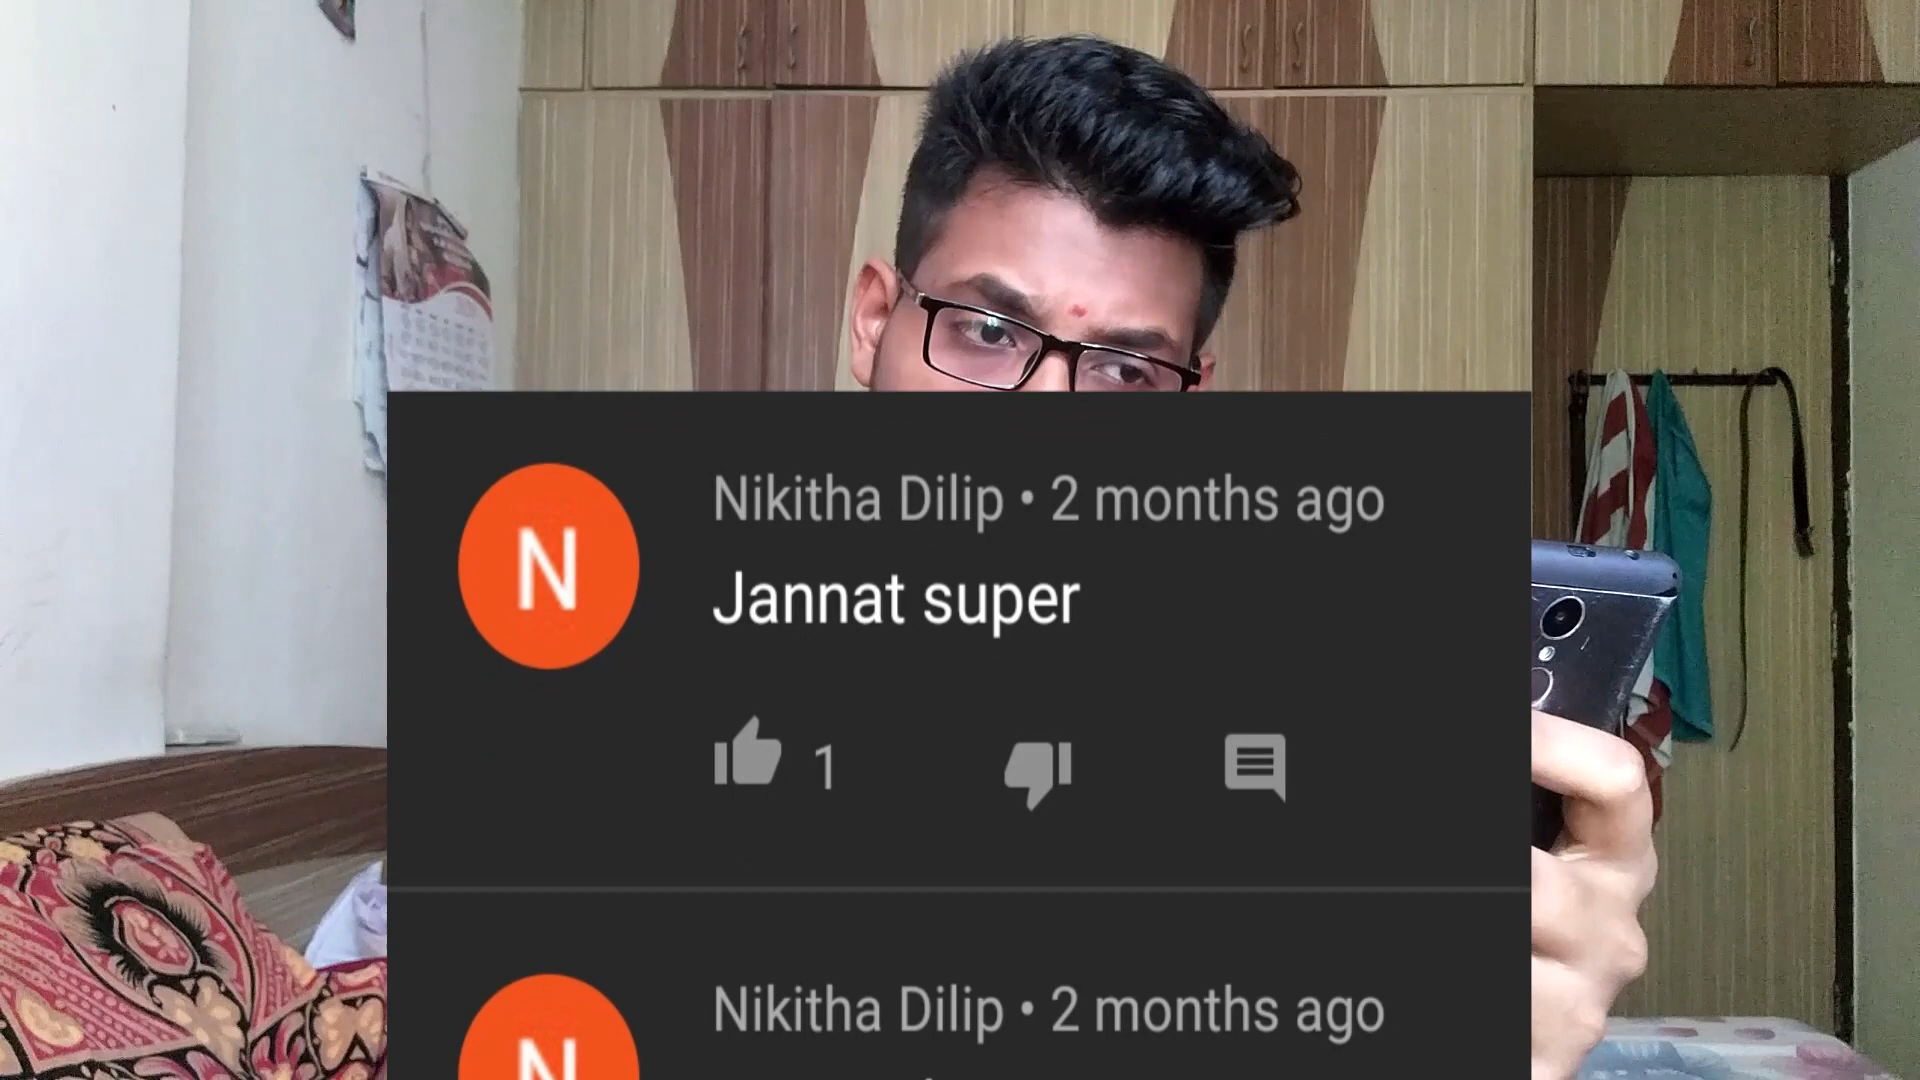 N
Nikitha Dilip • 2 months ago
Jannat super
1
N
Nikitha Dilip • 2 months ago